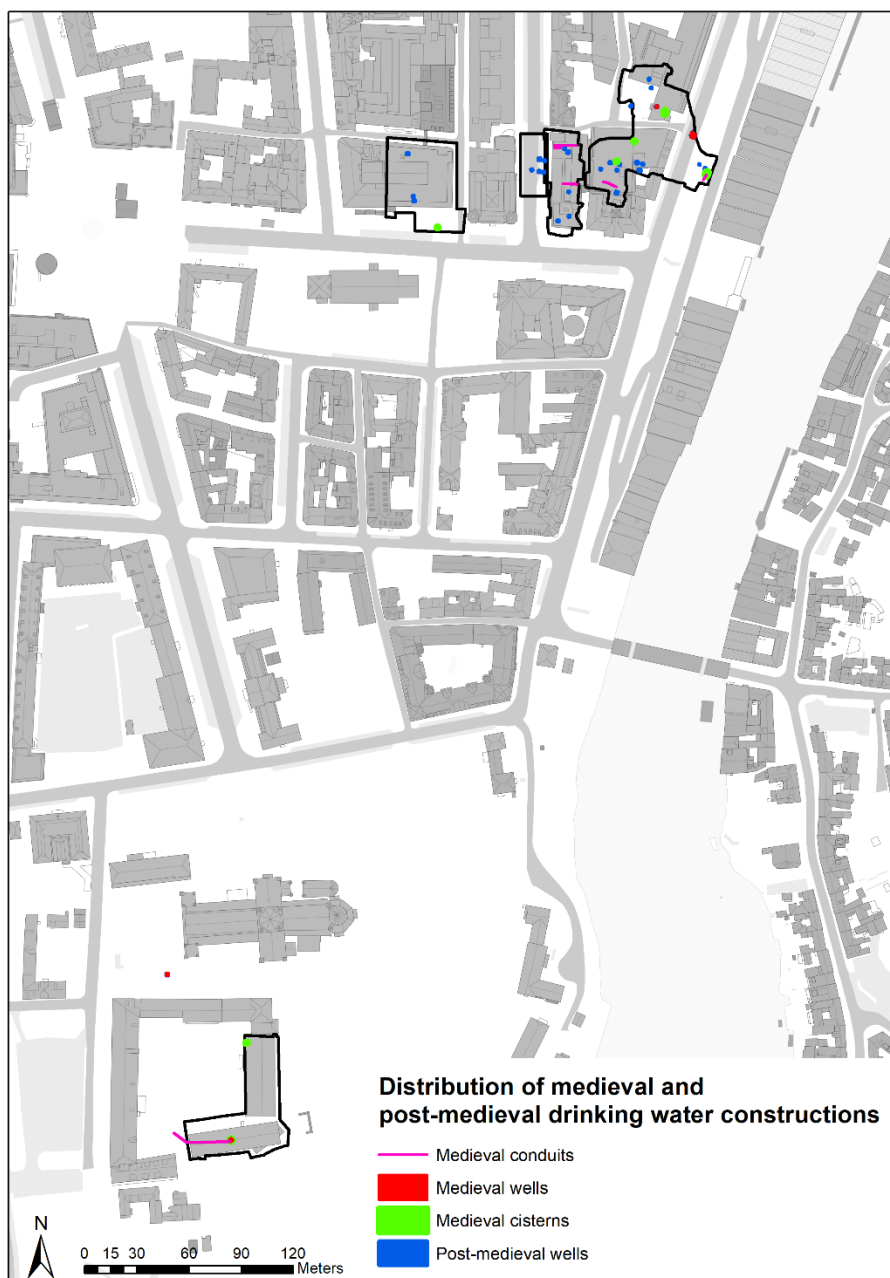 Distribution of medieval and
post-medieval drinking water constructions
Medieval conduits
Medieval wells
Medieval cisterns
Post-medieval wells
N
0 15 30 60 90 120
Meters